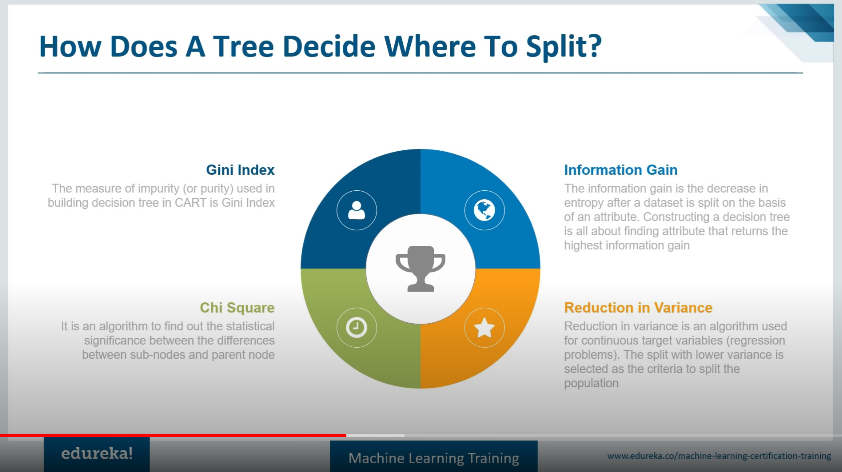 How Does A Tree Decide Where To Split?
Gini Index
The measure of impurity (or purity) used in
building decision tree in CART is Gini Index
Information Gain
The information gain is the decrease in
entropy after a dataset is split on the basis
of an attribute. Constructing a decision tree
is all about finding attribute that returns the
highest information gain
Chi Square
It is an algorithm to find out the statistical
significance between the differences
between sub-nodes and parent node
Reduction in Variance
Reduction in variance is an algorithm used
for continuous target variables (regression
problems). The split with lower variance is
selected as the criteria to split the
population
edureka!
Machine Learning Training
www.edureka.co/machine-learning-certification-training